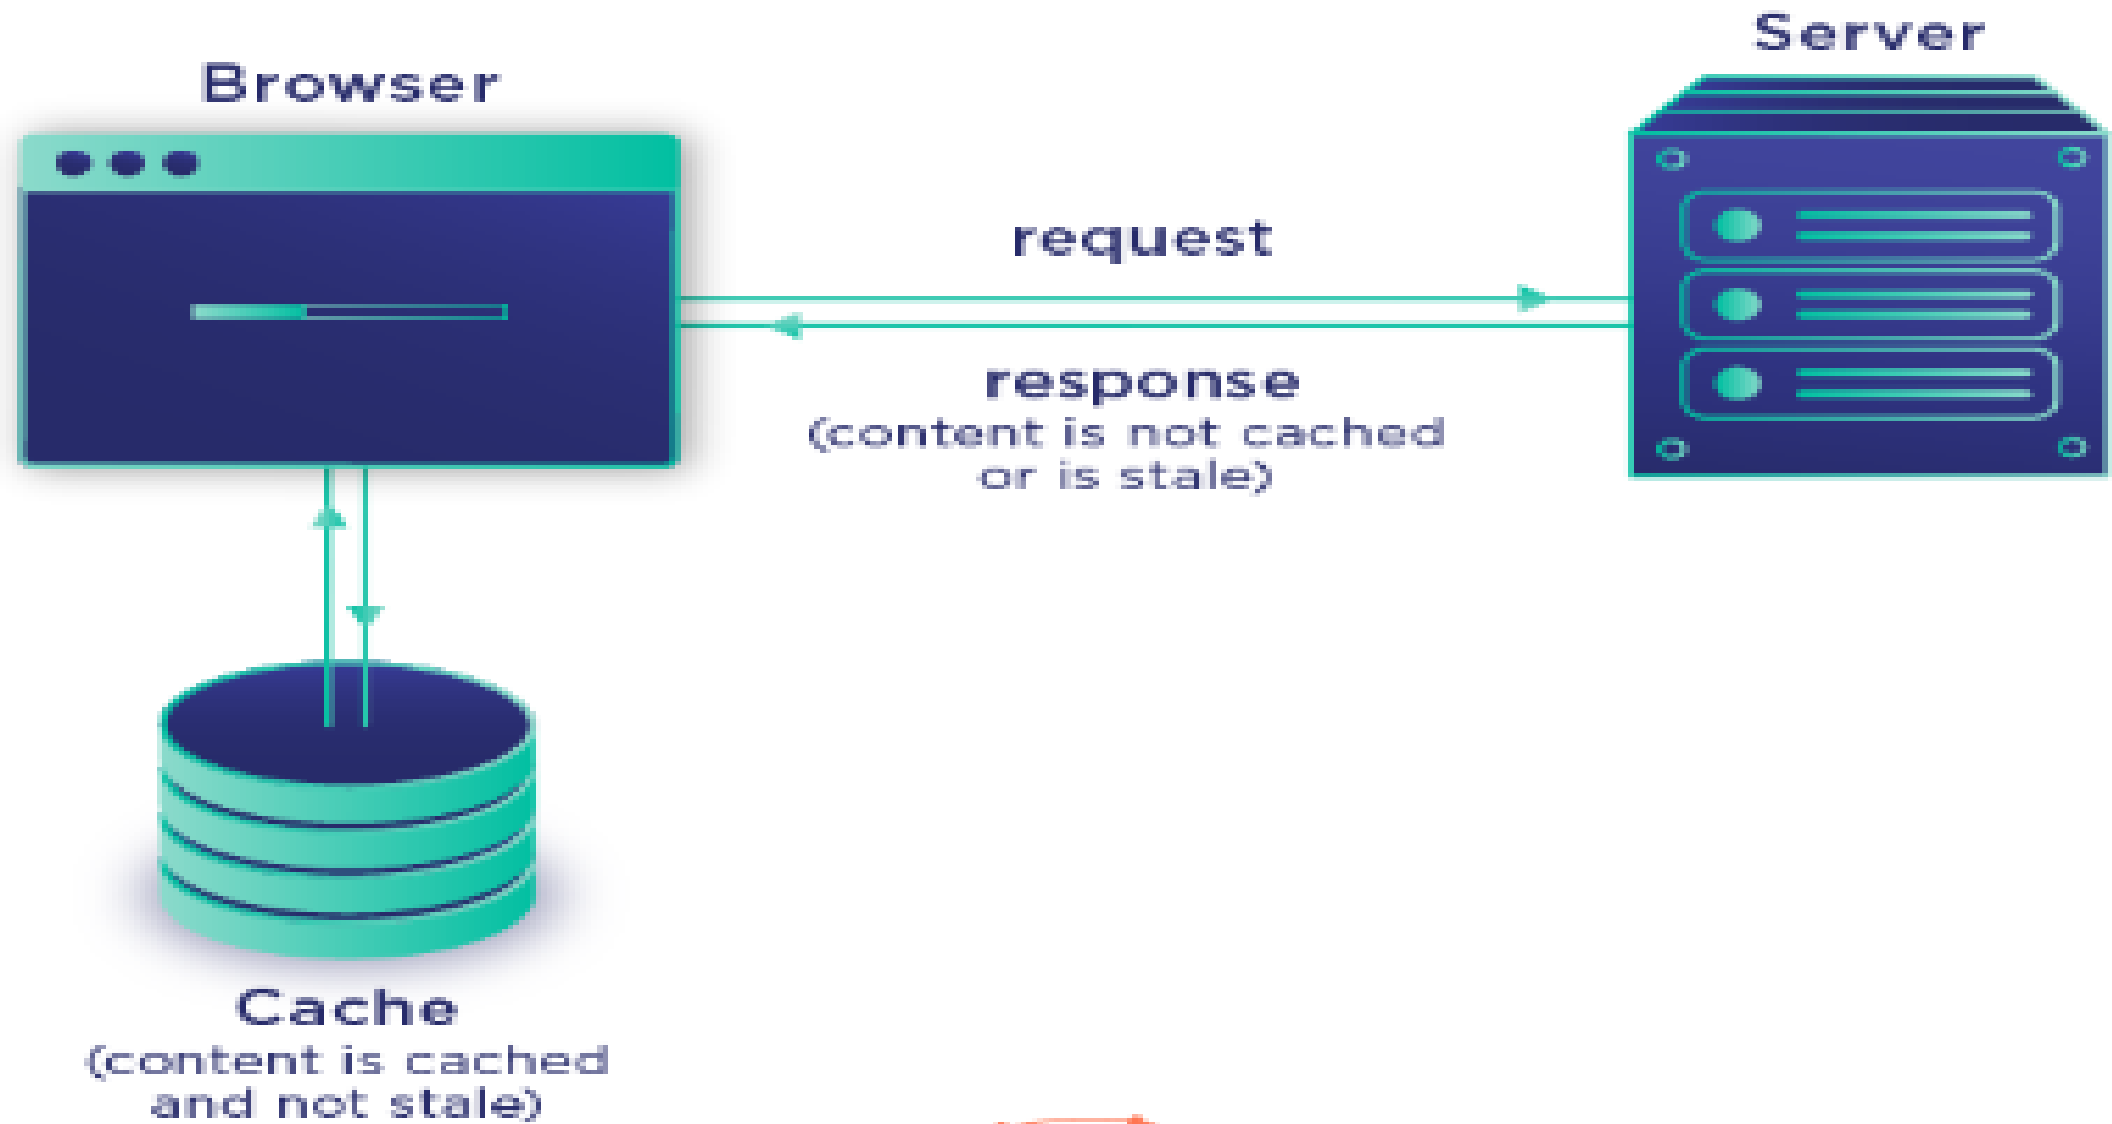 Server
Browser
request
response
(content is not cached
or is stale)
Cache
(content is cached
and not stale)